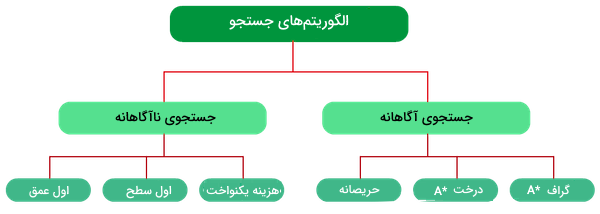 الگوریتم‌های جستجو
جستجوی آگاهانه
جستجوی ناآگاهانه
گراف A*
درخت A*
حریصانه
هزینه یکنواخت
اول سطح
اول عمق